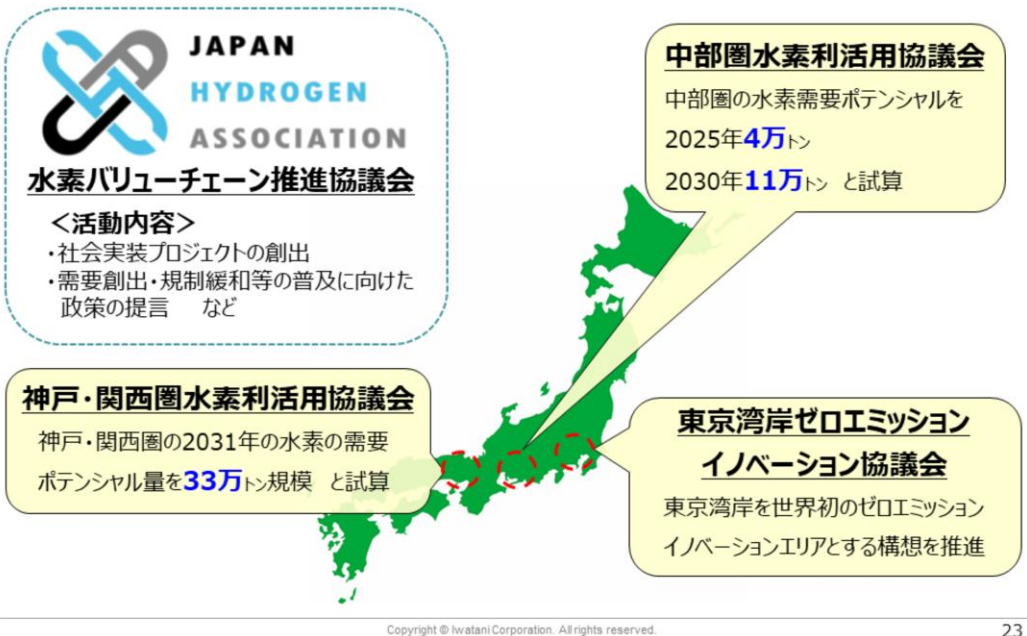 JAPAN
HYDROGEN
ASSOCIATION
水素バリューチェーン推進協議会
＜活動内容＞
・社会実装プロジェクトの創出
・需要創出・規制緩和等の普及に向けた
政策の提言　など
中部圏水素利活用協議会
中部圏の水素需要ポテンシャルを
2025年4万トン
2030年11万トン と試算
神戸・関西圏水素利活用協議会
神戸・関西圏の2031年の水素の需要
ポテンシャル量を33万トン規模 と試算
東京湾岸ゼロエミッション
イノベーション協議会
東京湾岸を世界初のゼロエミッション
イノベーションエリアとする構想を推進
Copyright © Iwatani Corporation. All rights reserved.
23